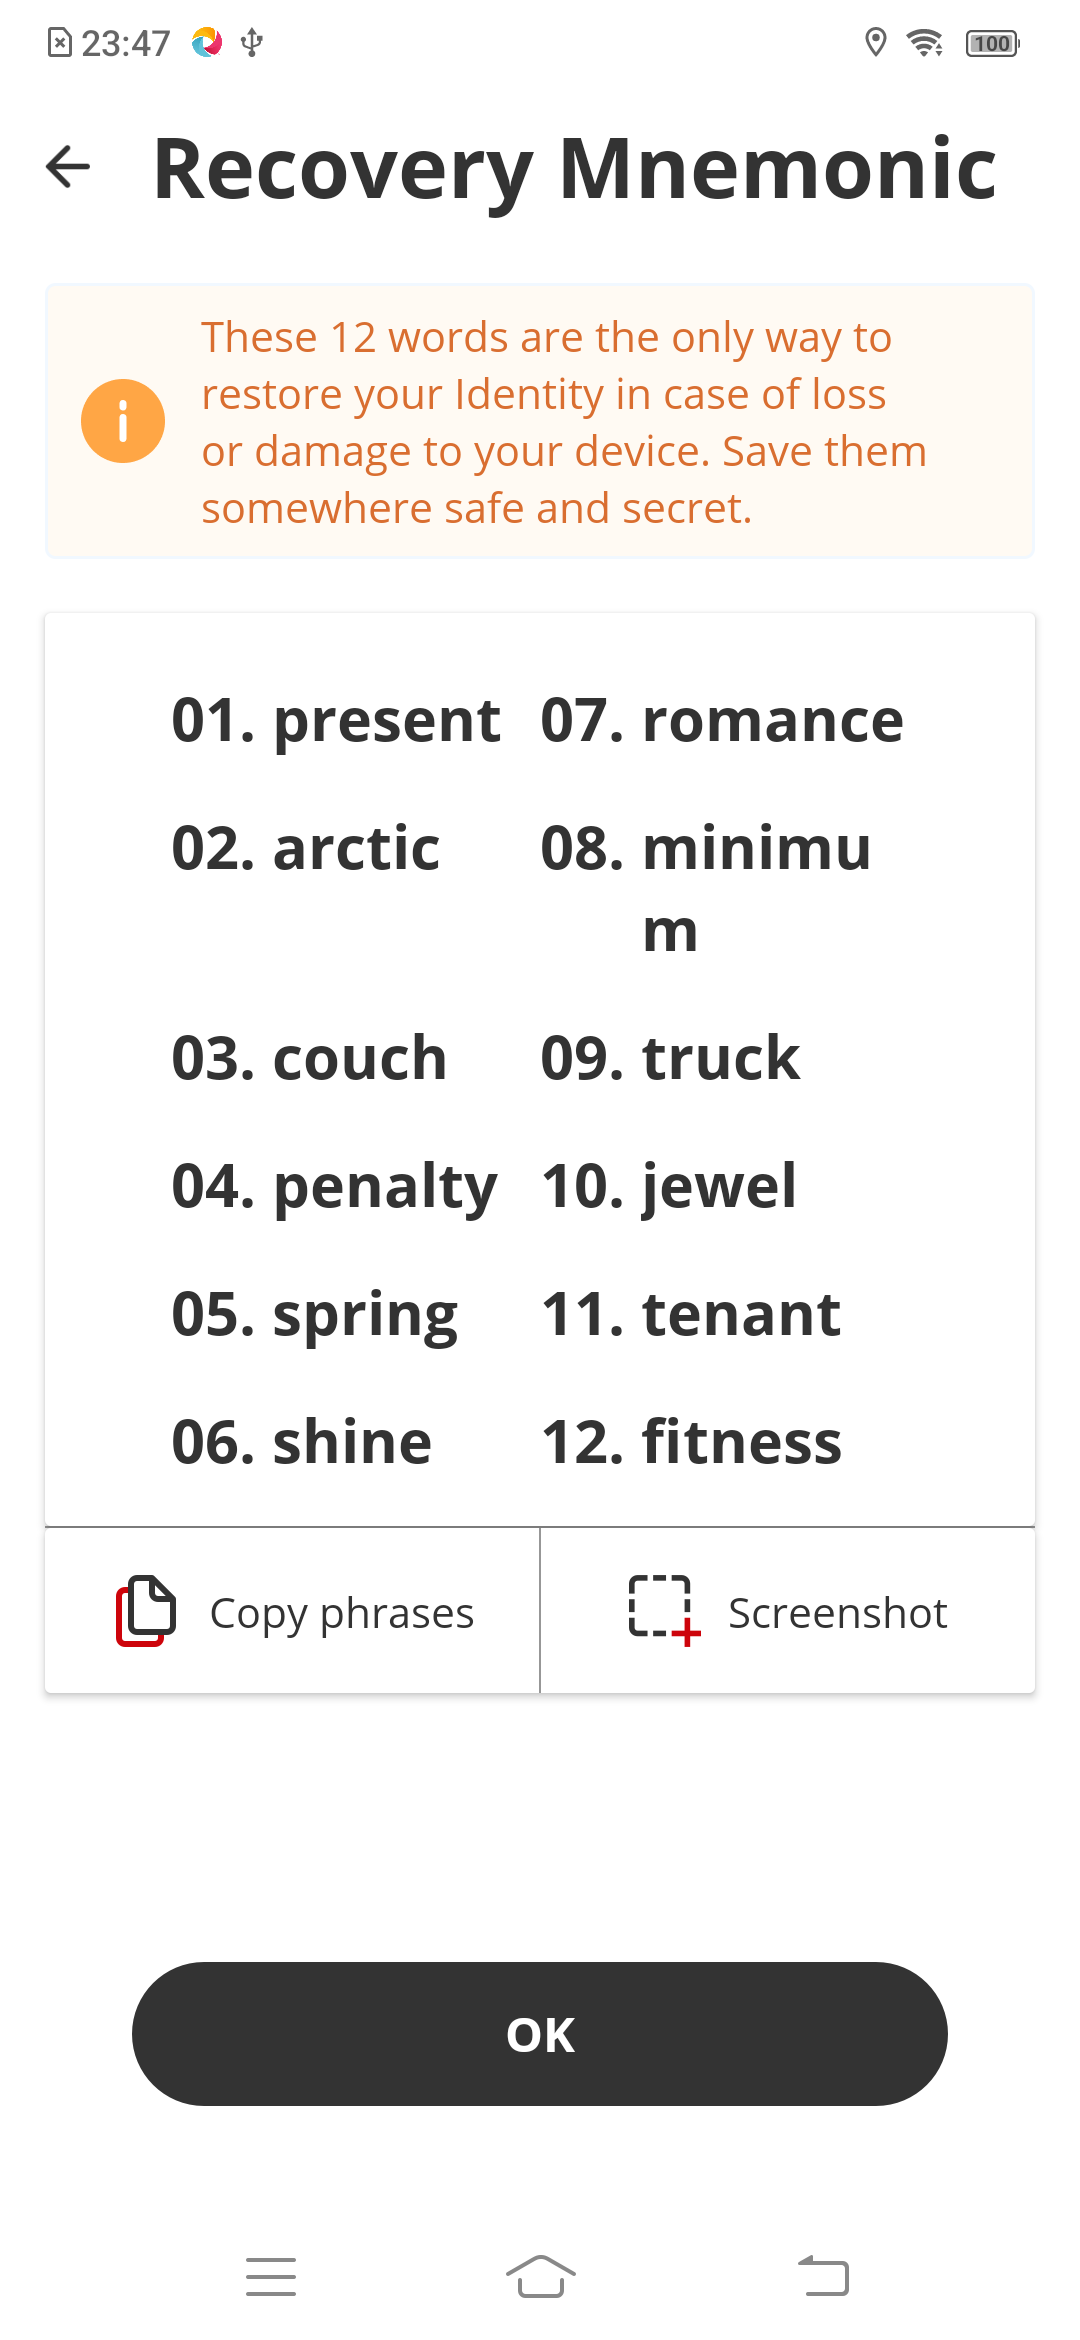 23:47
100
Recovery Mnemonic
These 12 words are the only way to
restore your Identity in case of loss
or damage to your device. Save them
somewhere safe and secret.
01. present
02. arctic
03. couch
04. penalty
05. spring
06. shine
07. romance
08. minimu
m
09. truck
10. jewel
11. tenant
12. fitness
Copy phrases
Screenshot
OK